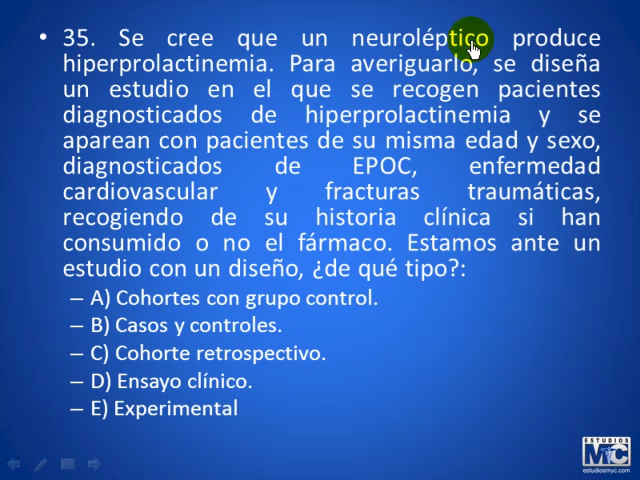 35. Se cree que un neuroléptico produce
hiperprolactinemia. Para averiguarlo, se diseña
un estudio en el que se recogen pacientes
diagnosticados de hiperprolactinemia y se
aparean con pacientes de su misma edad y sexo,
diagnosticados de EPOC, enfermedad
cardiovascular y fracturas traumáticas,
recogiendo de su historia clínica si han
consumido o no el fármaco. Estamos ante un
estudio con un diseño, ¿de qué tipo?:
– A) Cohortes con grupo control.
– B) Casos y controles.
– C) Cohorte retrospectivo.
– D) Ensayo clínico.
– E) Experimental
ESTUDIOS
MyC
estudiosmyc.com